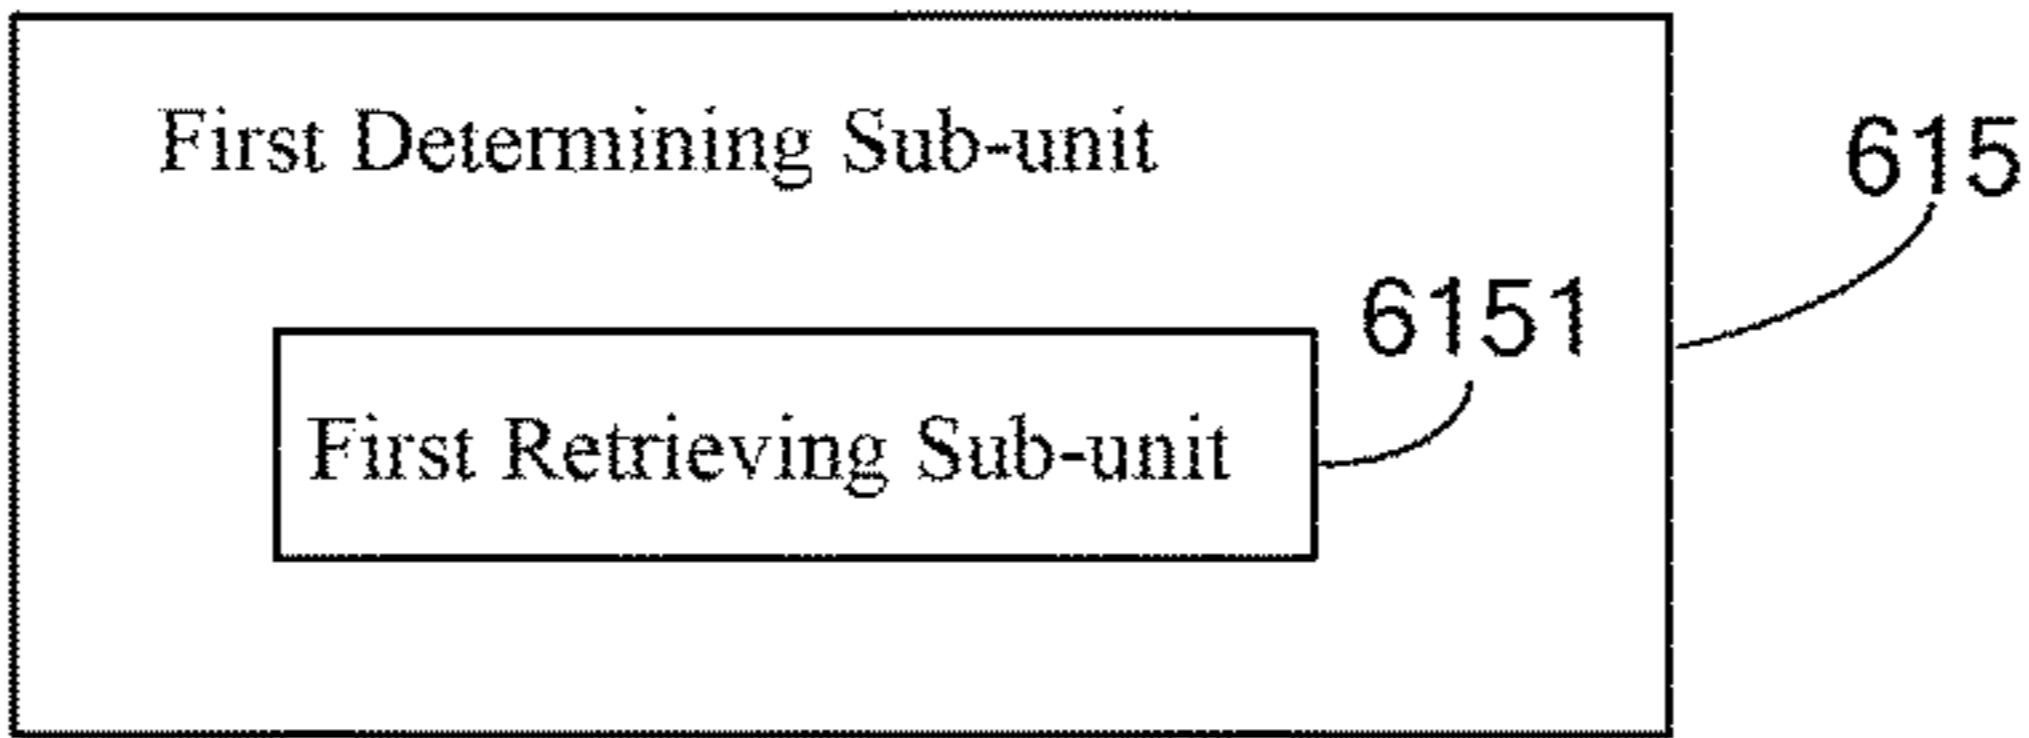 First Determining Sub-unit
615
6151
First Retrieving Sub-unit